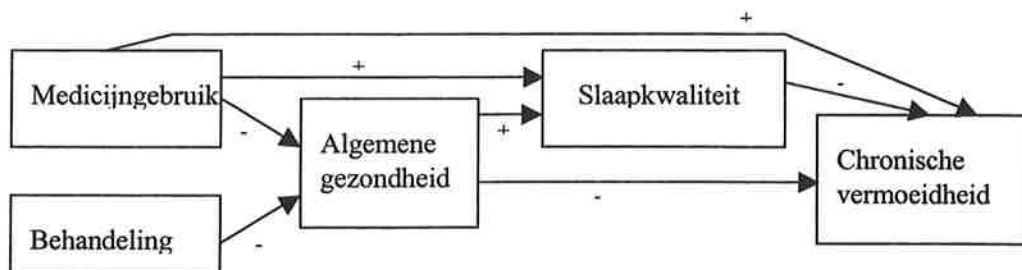 +
Medicijngebruik
+
Slaapkwaliteit
-
-
Algemene
gezondheid
+
Chronische
vermoeidheid
-
Behandeling
-